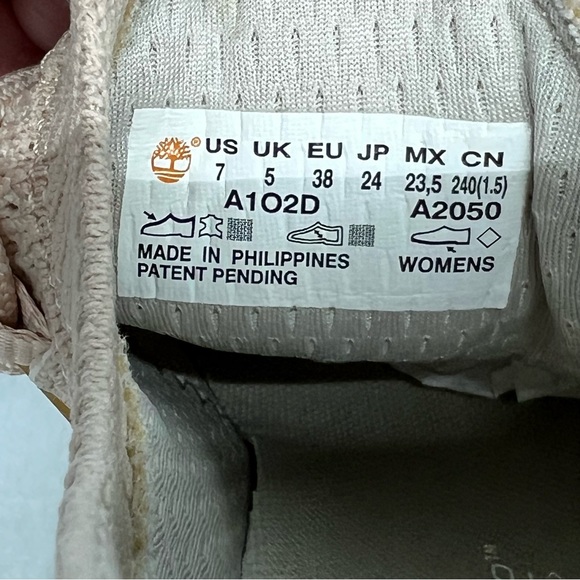 US UK EU JP MX CN
7 5 38 24 23,5 240(1.5)
A1O2D A2050
MADE IN PHILIPPINES
PATENT PENDING WOMENS